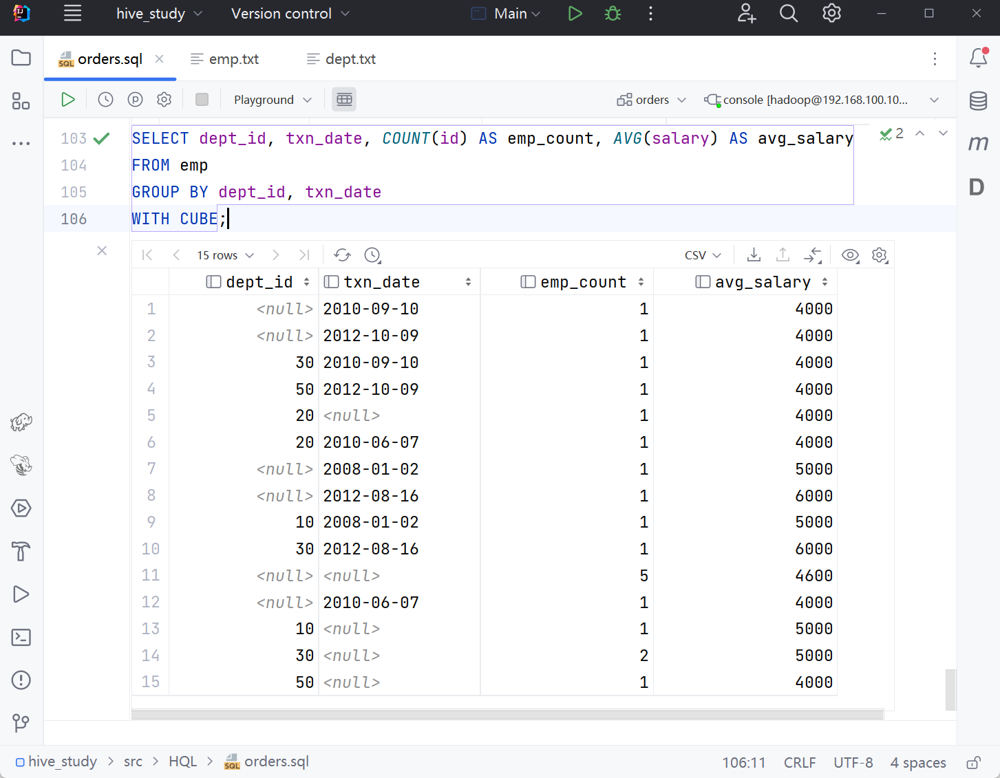 hive_study Version control Main
orders.sql emp.txt dept.txt
Playground orders console [hadoop@192.168.100.10...
103 SELECT dept_id, txn_date, COUNT(id) AS emp_count, AVG(salary) AS avg_salary 2
104 FROM emp
105 GROUP BY dept_id, txn_date
106 WITH CUBE;
15 rows CSV
dept_id txn_date emp_count avg_salary
1 <null> 2010-09-10 1 4000
2 <null> 2012-10-09 1 4000
3 30 2010-09-10 1 4000
4 50 2012-10-09 1 4000
5 20 <null> 1 4000
6 20 2010-06-07 1 4000
7 <null> 2008-01-02 1 5000
8 <null> 2012-08-16 1 6000
9 10 2008-01-02 1 5000
10 30 2012-08-16 1 6000
11 <null> <null> 5 4600
12 <null> 2010-06-07 1 4000
13 10 <null> 1 5000
14 30 <null> 2 5000
15 50 <null> 1 4000
hive_study > src > HQL > orders.sql 106:11 CRLF UTF-8 4 spaces